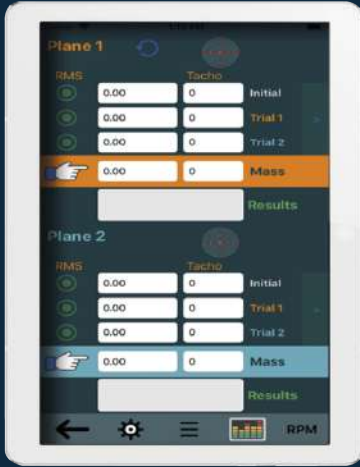 Plane 1
RMS Tacho
0.00 0 Initial
0.00 0 Trial 1
0.00 0 Trial 2
0.00 0 Mass
Results
Plane 2
RMS Tacho
0.00 0 Initial
0.00 0 Trial 1
0.00 0 Trial 2
0.00 0 Mass
Results
RPM